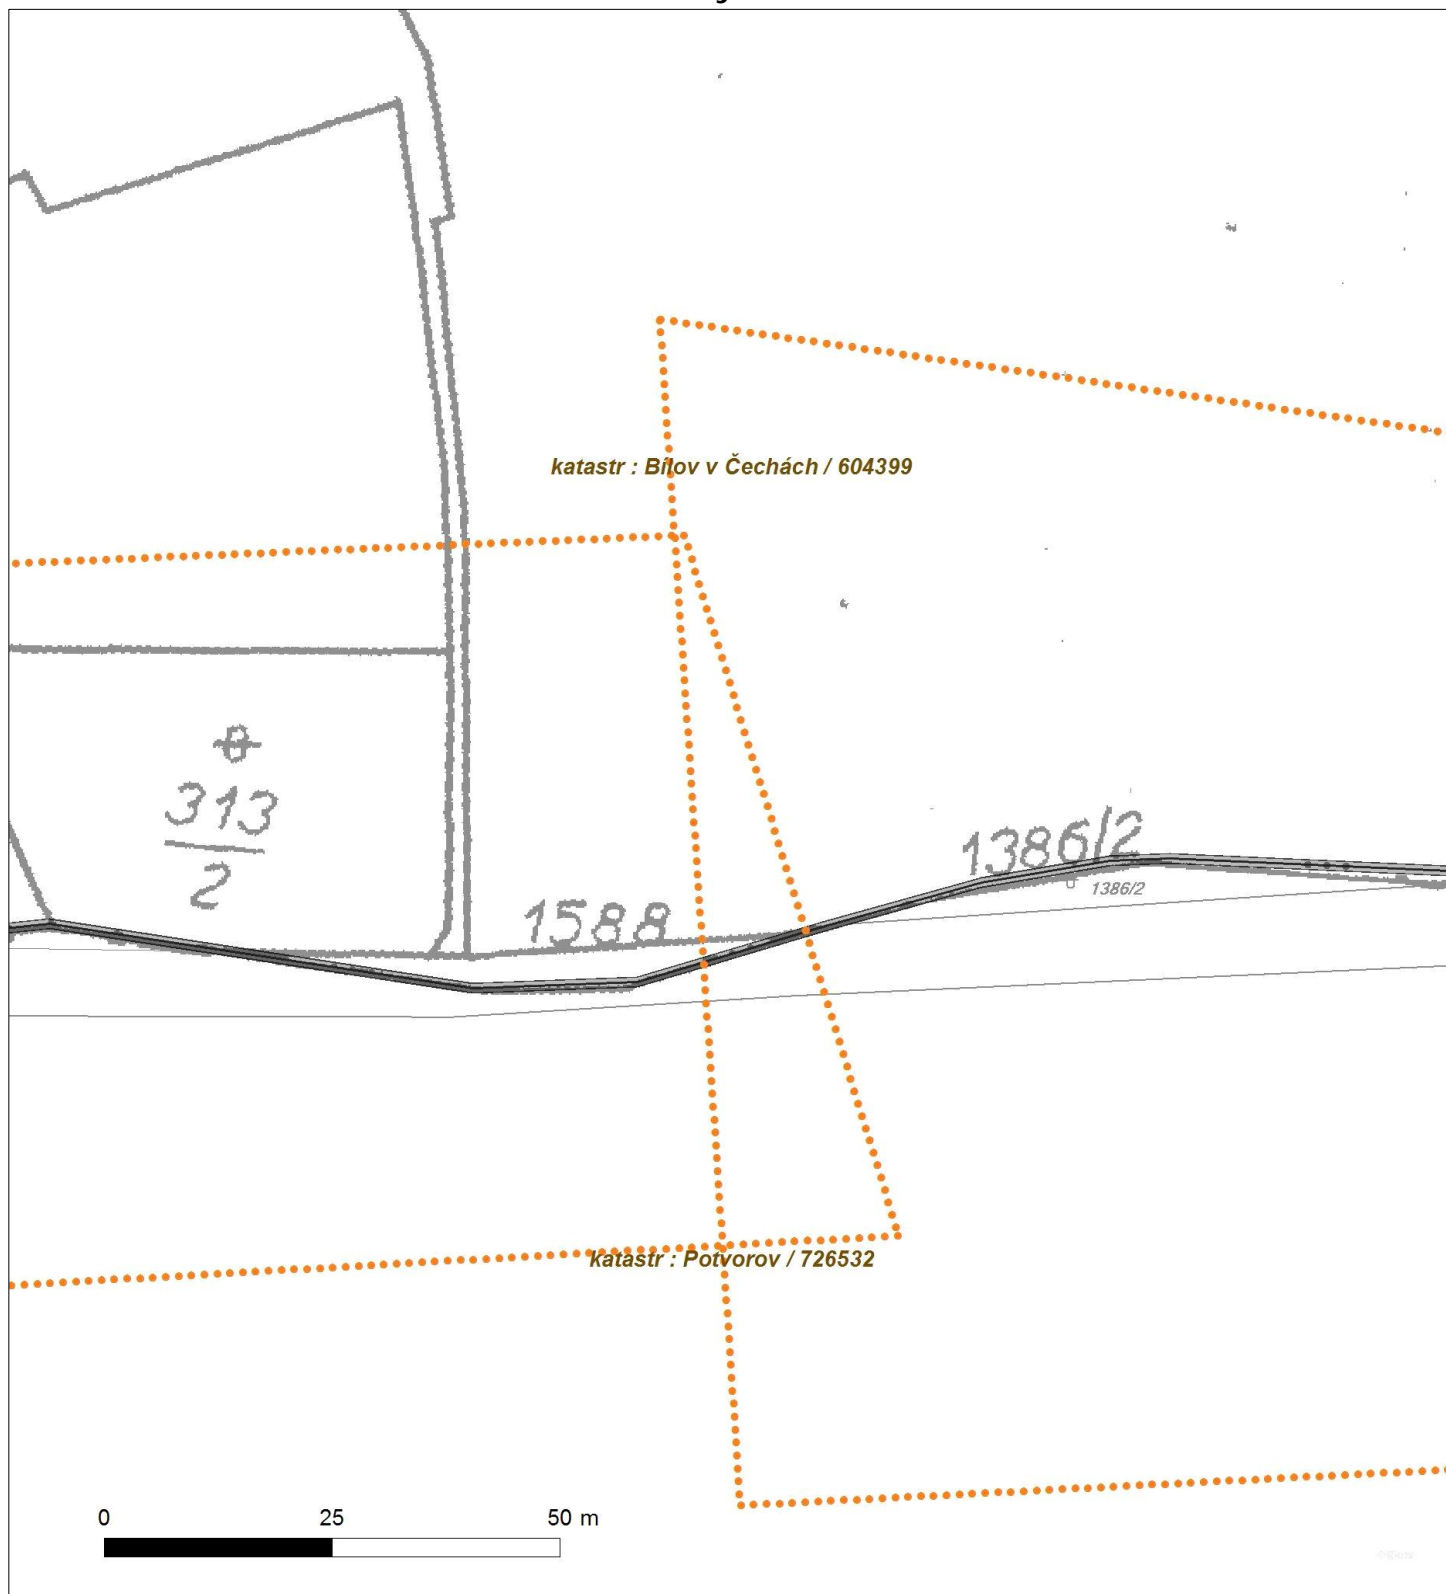 katastr : Bílov v Čechách / 604399
313
2
1386/2
1386/2
1588
katastr : Potvorov / 726532
0 25 50 m